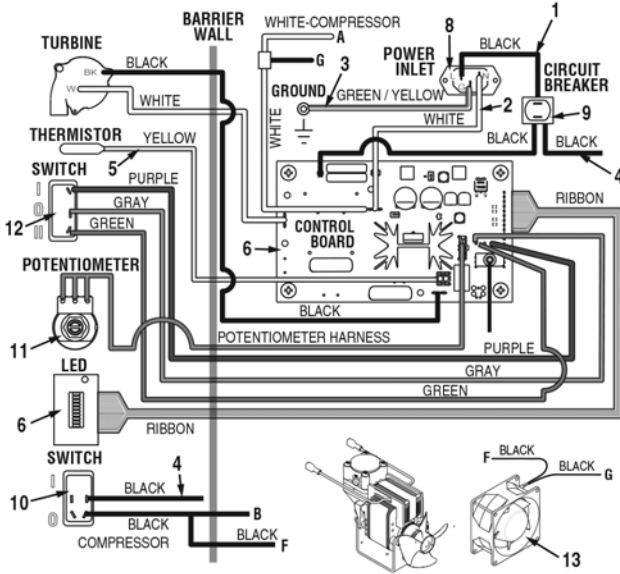 BARRIER
WALL
WHITE-COMPRESSOR
A
G
TURBINE
BK
W
BLACK
WHITE
8
1
BLACK
POWER
INLET
L
N
G
3
GROUND
GREEN / YELLOW
2
WHITE
CIRCUIT
BREAKER
9
BLACK
BLACK
4
THERMISTOR
YELLOW
5
WHITE
SWITCH
I
O
II
12
PURPLE
GRAY
GREEN
6
CONTROL
BOARD
RIBBON
POTENTIOMETER
11
BLACK
POTENTIOMETER HARNESS
PURPLE
GRAY
GREEN
LED
6
RIBBON
SWITCH
I
O
10
4
BLACK
BLACK
B
COMPRESSOR
BLACK
F
F
BLACK
BLACK
G
13